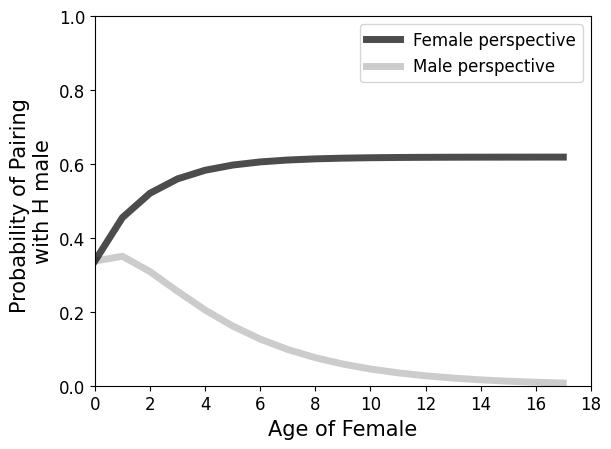 1.0
0.8
0.6
0.4
0.2
0.0
Probability of Pairing
with H male
Female perspective
Male perspective
0 2 4 6 8 10 12 14 16 18
Age of Female